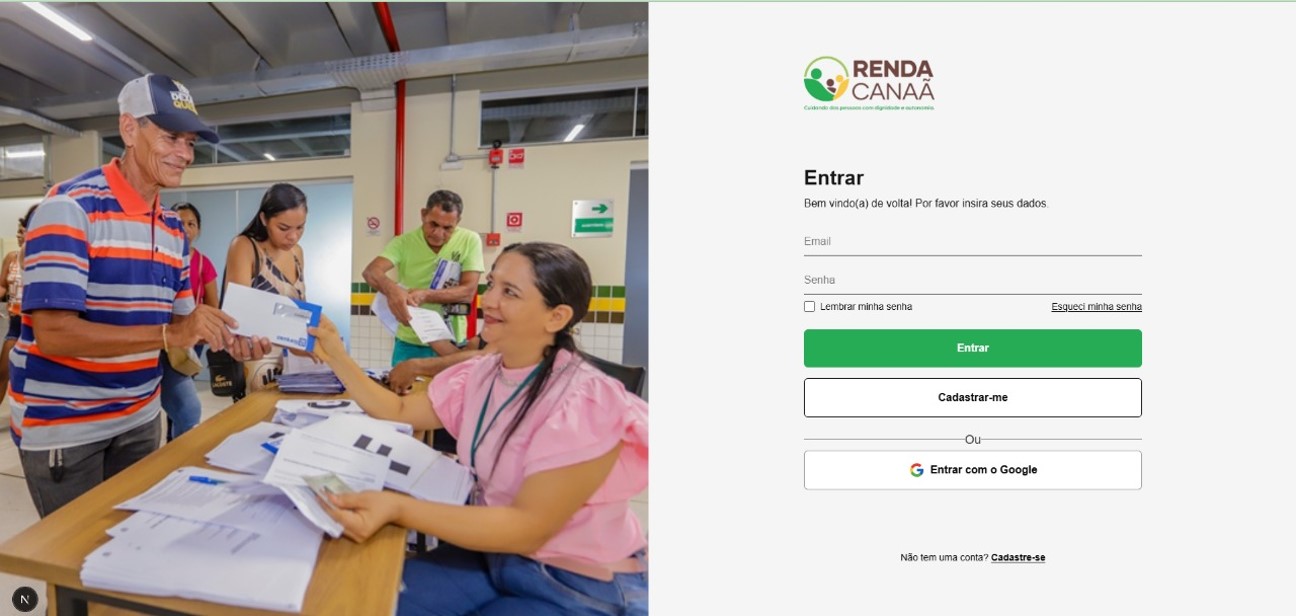 RENDA
CANAÃ
Cuidando das pessoas com dignidade e autonomia.
Entrar
Bem vindo(a) de volta! Por favor insira seus dados.
Email
Senha
Lembrar minha senha
Esqueci minha senha
Entrar
Cadastrar-me
Ou
Entrar com o Google
Não tem uma conta? Cadastre-se
LACOSTE
N